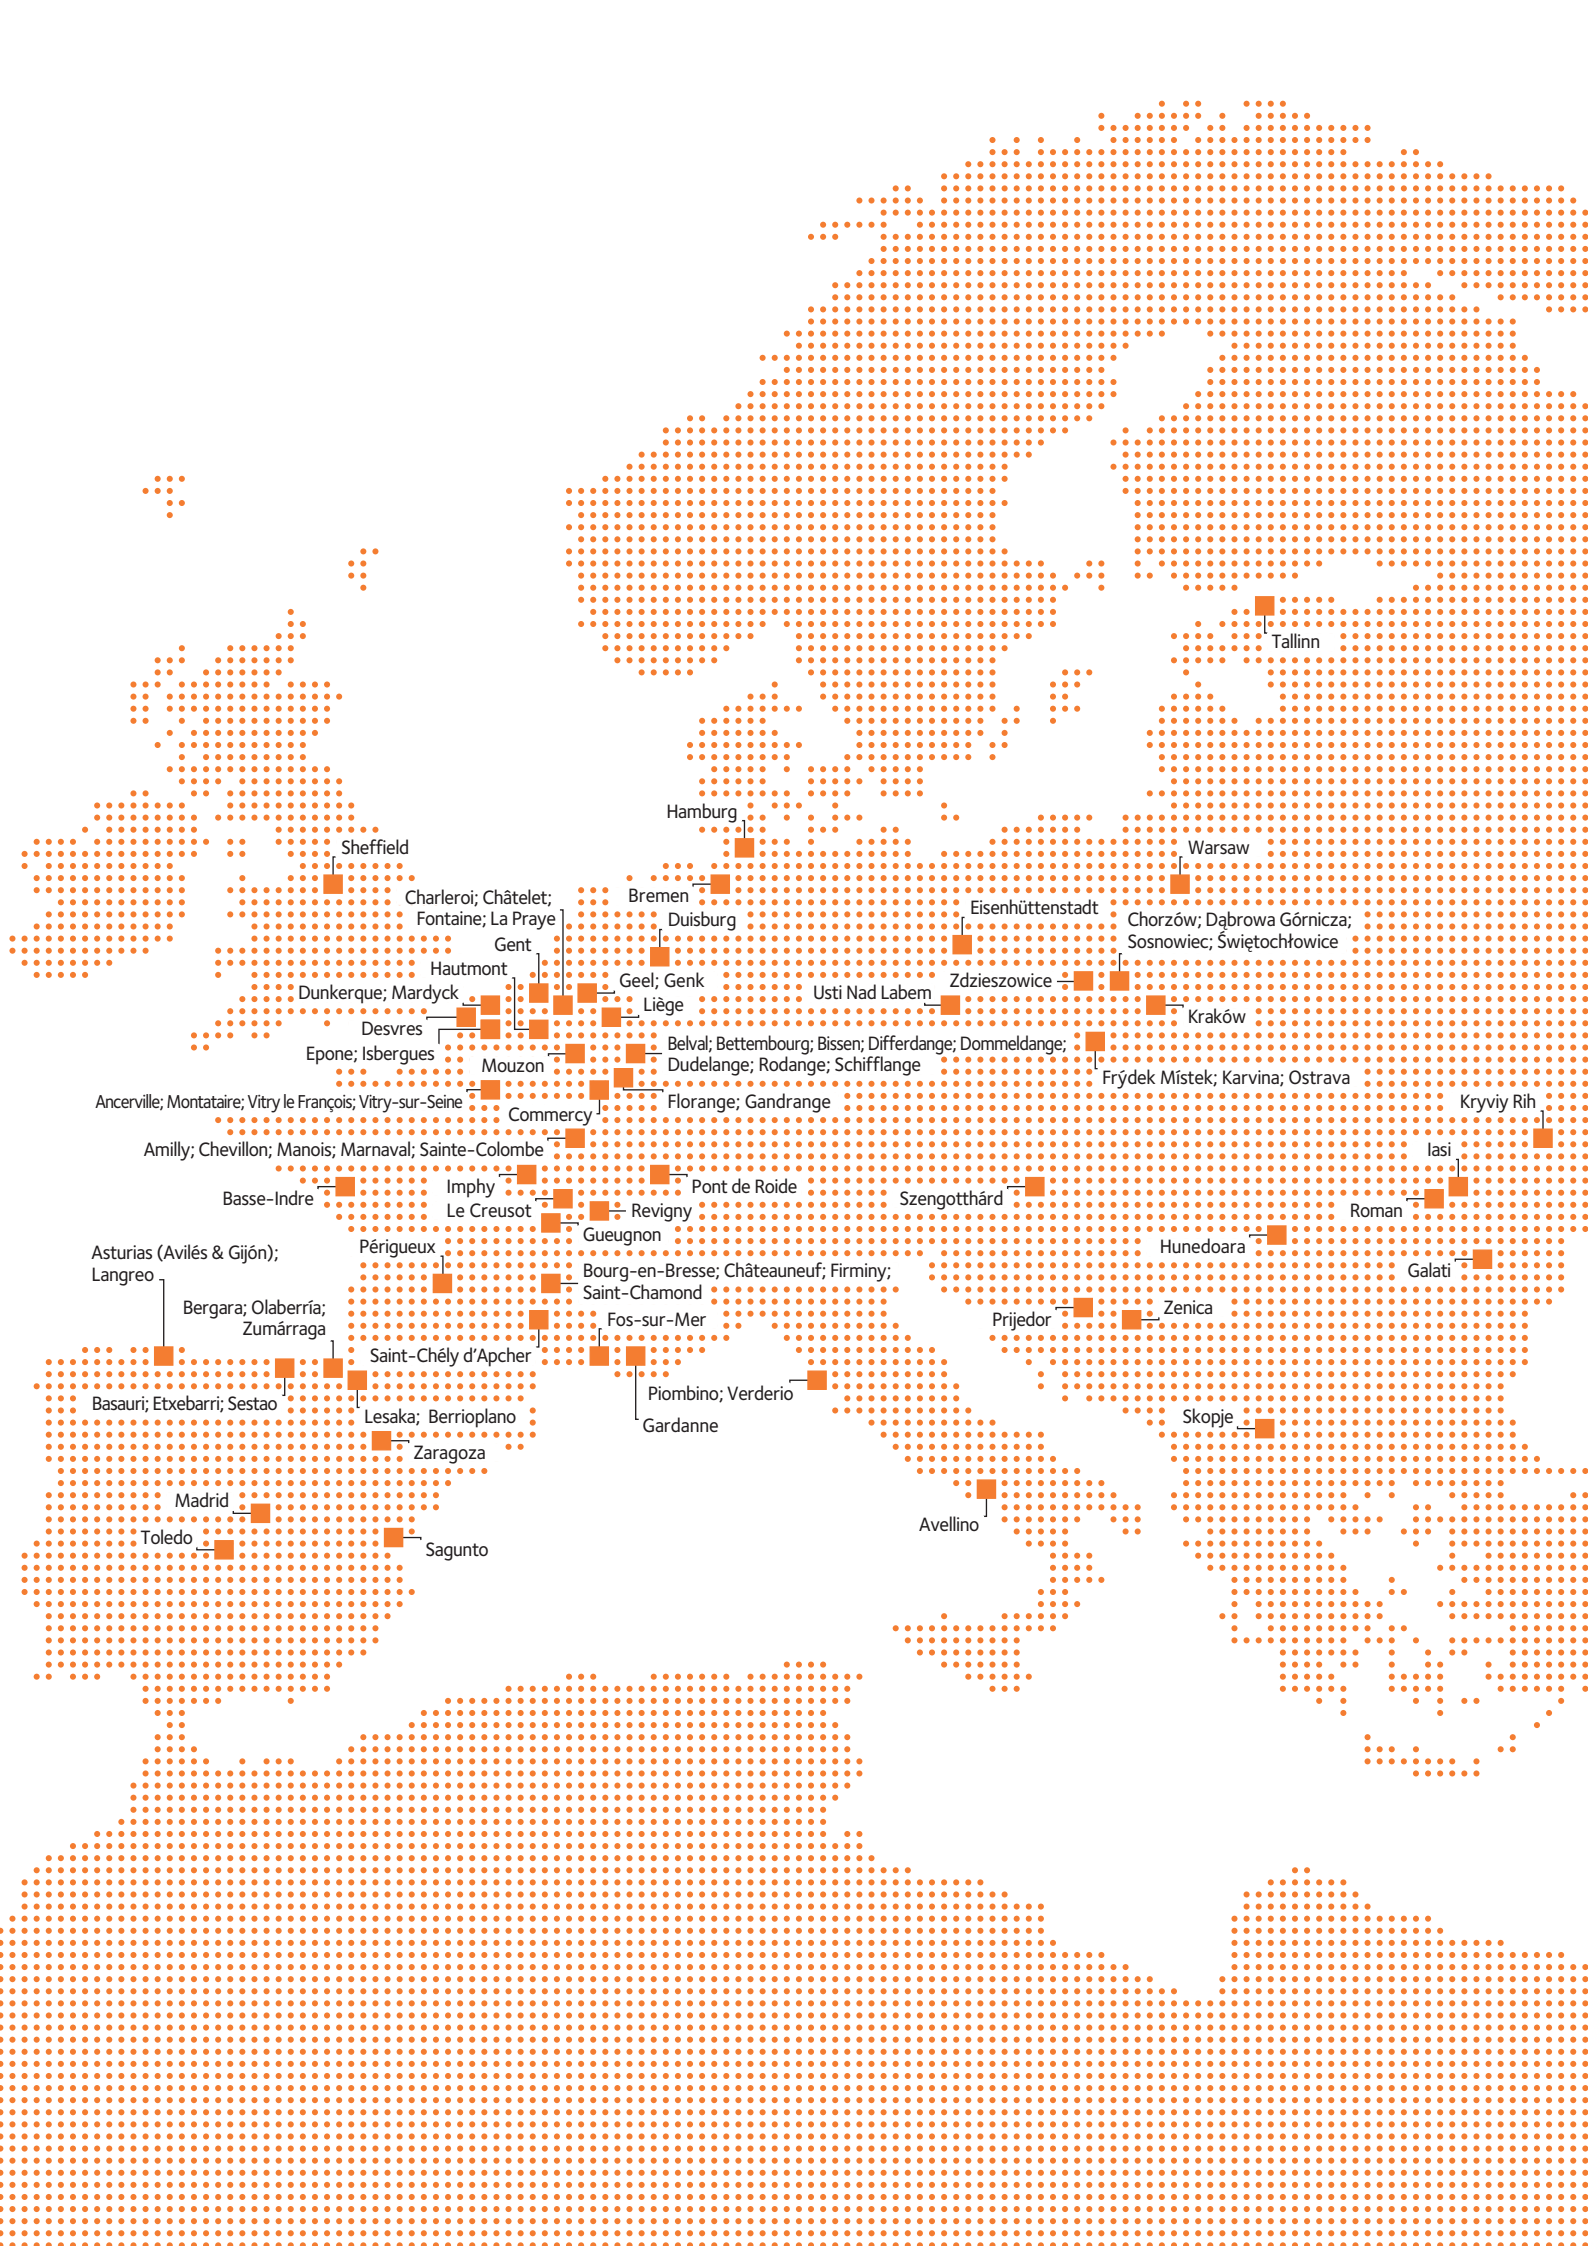 Tallinn
Hamburg
Sheffield
Warsaw
Bremen
Charleroi; Châtelet;
Fontaine; La Praye
Duisburg
Eisenhüttenstadt
Chorzów; Dąbrowa Górnicza;
Sosnowiec; Świętochłowice
Gent
Hautmont
Geel; Genk
Zdzieszowice
Dunkerque; Mardyck
Usti Nad Labem
Liège
Kraków
Desvres
Epone; Isbergues
Belval; Bettembourg; Bissen; Differdange; Dommeldange;
Dudelange; Rodange; Schifflange
Mouzon
Frýdek Místek; Karvina; Ostrava
Ancerville; Montataire; Vitry le François; Vitry-sur-Seine
Florange; Gandrange
Kryviy Rih
Commercy
Amilly; Chevillon; Manois; Marnaval; Sainte-Colombe
Iasi
Imphy
Pont de Roide
Basse-Indre
Szengotthárd
Le Creusot
Revigny
Roman
Gueugnon
Périgueux
Hunedoara
Asturias (Avilés & Gijón);
Langreo
Galati
Bourg-en-Bresse; Châteauneuf; Firminy;
Saint-Chamond
Bergara; Olaberría;
Zumárraga
Zenica
Prijedor
Fos-sur-Mer
Saint-Chély d'Apcher
Piombino; Verderio
Basauri; Etxebarri; Sestao
Lesaka; Berrioplano
Skopje
Gardanne
Zaragoza
Madrid
Avellino
Toledo
Sagunto